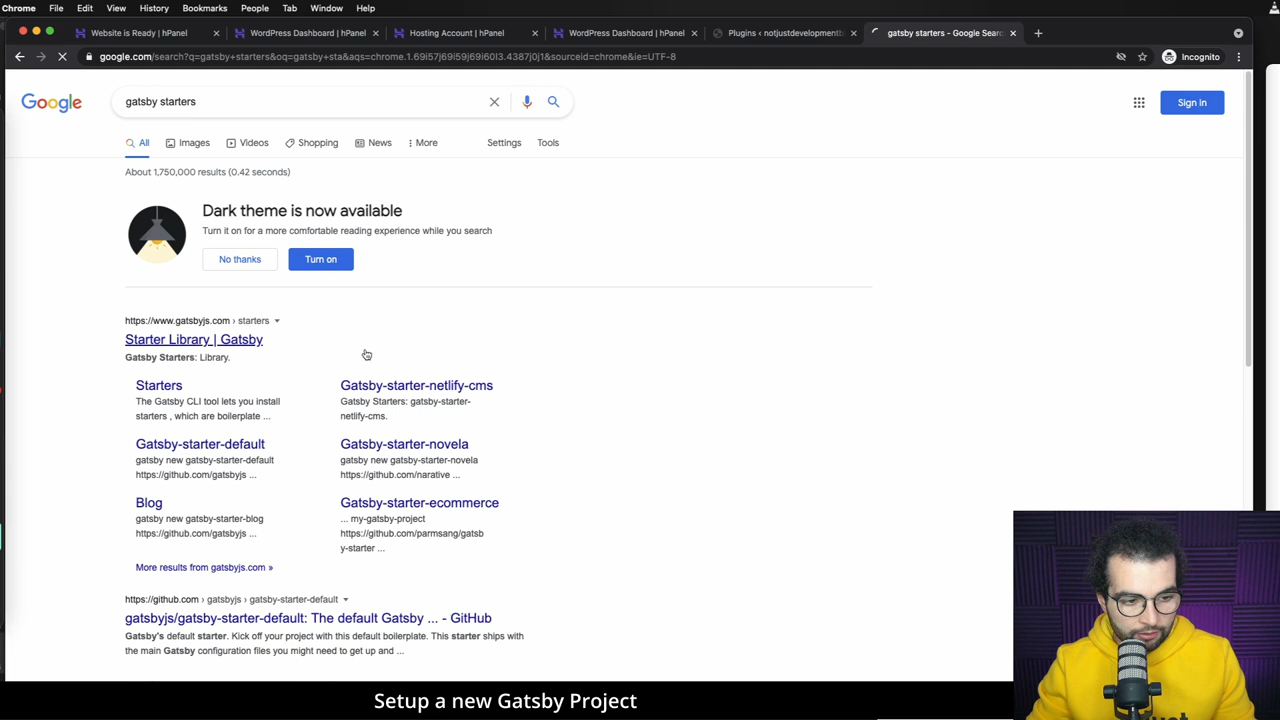 Chrome File Edit View History Bookmarks People Tab Window Help
Website is Ready | hPanel WordPress Dashboard | hPanel Hosting Account | hPanel WordPress Dashboard | hPanel Plugins ‹ notjustdevelopment gatsby starters - Google Sear
google.com/search?q=gatsby+starters&oq=gatsby+sta&aqs=chrome.1.69i57j69i59j69i60l3.4387j0j1&sourceid=chrome&ie=UTF-8 Incognito
Google gatsby starters Sign in
All Images Videos Shopping News More Settings Tools
About 1,750,000 results (0.42 seconds)
Dark theme is now available
Turn it on for a more comfortable reading experience while you search
No thanks Turn on
https://www.gatsbyjs.com › starters
Starter Library | Gatsby
Gatsby Starters: Library.
Starters
The Gatsby CLI tool lets you install
starters , which are boilerplate ...
Gatsby-starter-netlify-cms
Gatsby Starters: gatsby-starter-
netlify-cms.
Gatsby-starter-default
gatsby new gatsby-starter-default
https://github.com/gatsbyjs ...
Gatsby-starter-novela
gatsby new gatsby-starter-novela
https://github.com/narative ...
Blog
gatsby new gatsby-starter-blog
https://github.com/gatsbyjs ...
Gatsby-starter-ecommerce
... my-gatsby-project
https://github.com/parmsang/gatsb
y-starter ...
More results from gatsbyjs.com »
https://github.com › gatsbyjs › gatsby-starter-default
gatsbyjs/gatsby-starter-default: The default Gatsby ... - GitHub
Gatsby's default starter. Kick off your project with this default boilerplate. This starter ships with
the main Gatsby configuration files you might need to get up and ...
Setup a new Gatsby Project